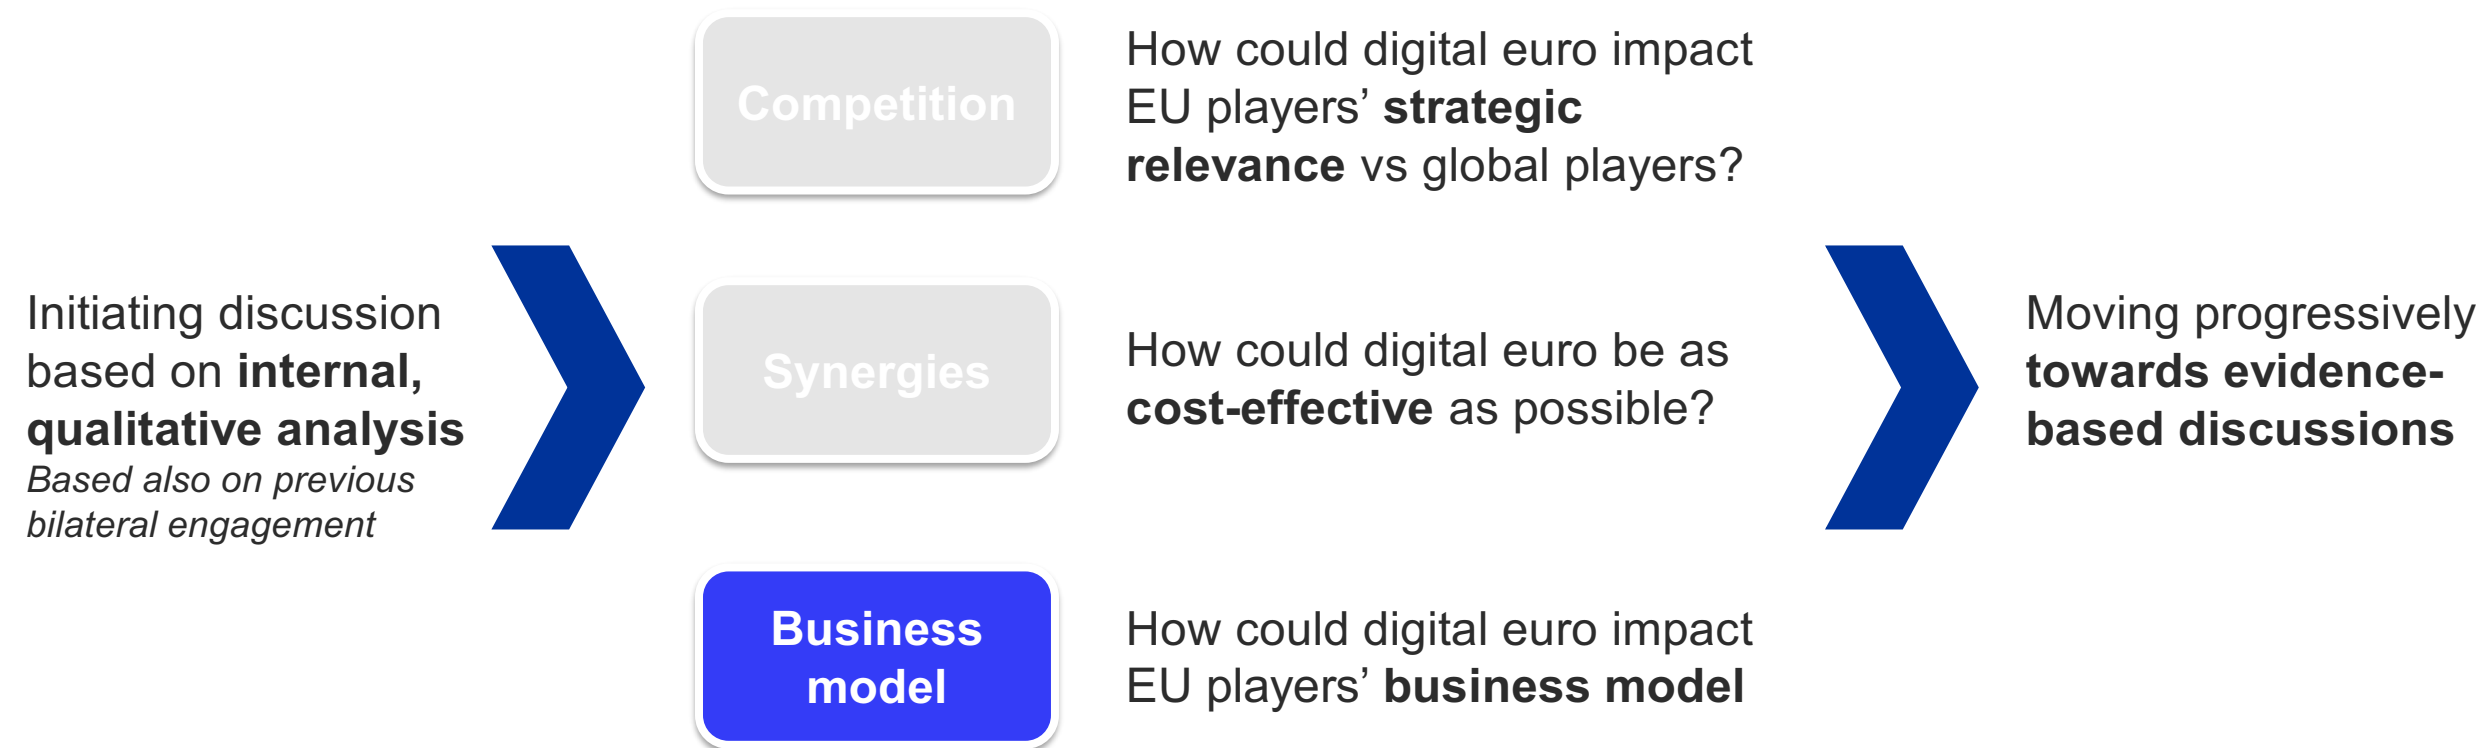 Initiating discussion
based on internal,
qualitative analysis
Based also on previous
bilateral engagement
Competition
How could digital euro impact
EU players’ strategic
relevance vs global players?
Synergies
How could digital euro be as
cost-effective as possible?
Business
model
How could digital euro impact
EU players’ business model
Moving progressively
towards evidence-
based discussions